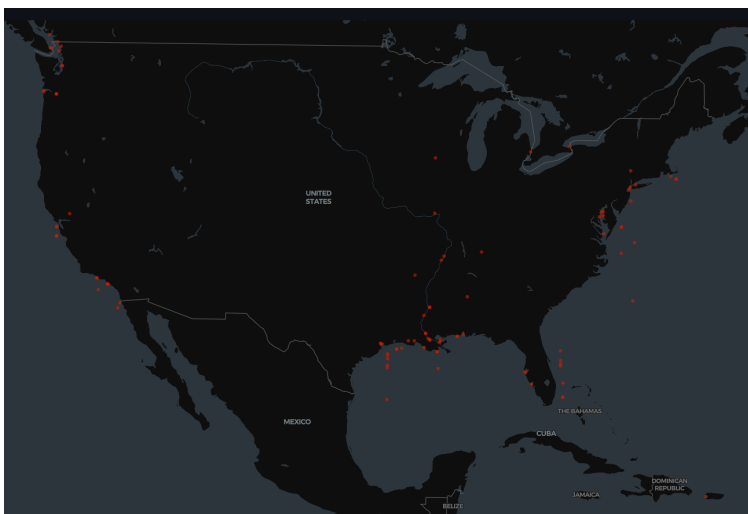 UNITED
STATES
MEXICO
THE BAHAMAS
CUBA
DOMINICAN
REPUBLIC
JAMAICA
BELIZE